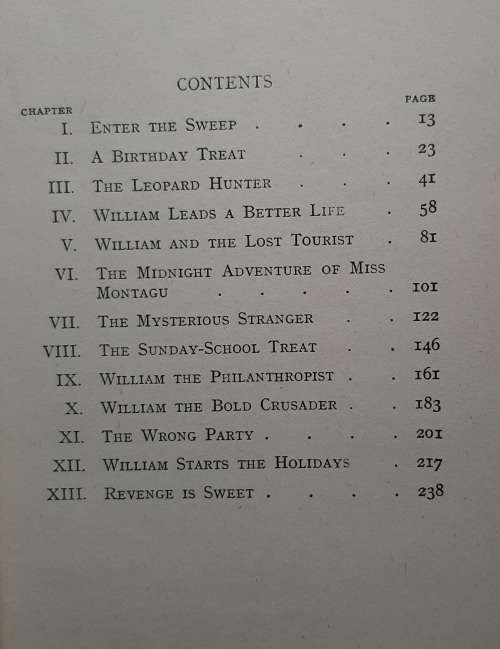 CONTENTS
CHAPTER PAGE
I. ENTER THE SWEEP . . . . 13
II. A BIRTHDAY TREAT . . . 23
III. THE LEOPARD HUNTER . . . 41
IV. WILLIAM LEADS A BETTER LIFE . 58
V. WILLIAM AND THE LOST TOURIST . 81
VI. THE MIDNIGHT ADVENTURE OF MISS
MONTAGU . . . . . 101
VII. THE MYSTERIOUS STRANGER . . 122
VIII. THE SUNDAY-SCHOOL TREAT . . 146
IX. WILLIAM THE PHILANTHROPIST . . 161
X. WILLIAM THE BOLD CRUSADER . . 183
XI. THE WRONG PARTY . . . . 201
XII. WILLIAM STARTS THE HOLIDAYS . 217
XIII. REVENGE IS SWEET . . . . 238